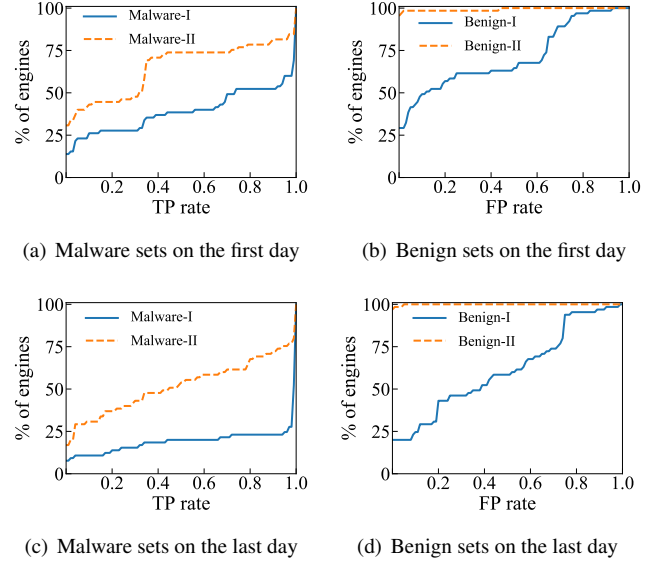 100
75
50
25
0
% of engines
Malware-I
Malware-II
0.2 0.4 0.6 0.8 1.0
TP rate
(a) Malware sets on the first day
100
75
50
25
0
% of engines
Benign-I
Benign-II
0.2 0.4 0.6 0.8 1.0
FP rate
(b) Benign sets on the first day
100
75
50
25
0
% of engines
Malware-I
Malware-II
0.2 0.4 0.6 0.8 1.0
TP rate
(c) Malware sets on the last day
100
75
50
25
0
% of engines
Benign-I
Benign-II
0.2 0.4 0.6 0.8 1.0
FP rate
(d) Benign sets on the last day